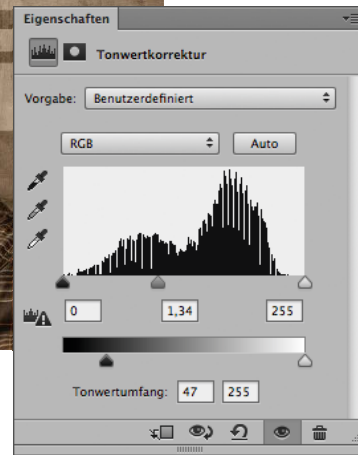 Eigenschaften
Tonwertkorrektur
Vorgabe: Benutzerdefiniert
RGB Auto
0 1,34 255
Tonwertumfang: 47 255